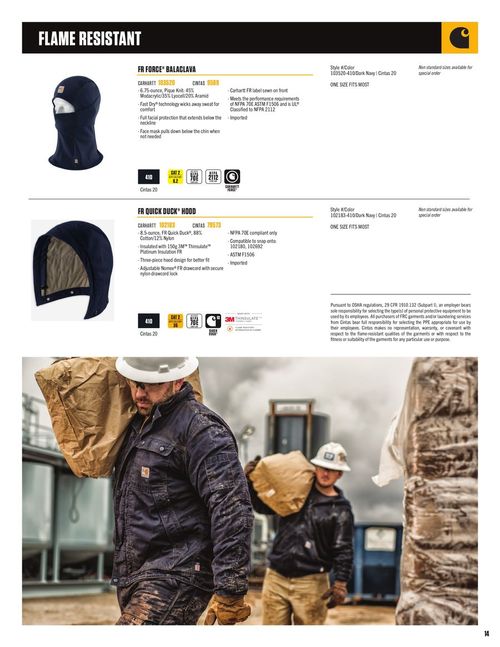 FLAME RESISTANT
FR FORCE® BALACLAVA
CARHARTT 103520 CINTAS 9588
· 6.75-ounce, Pique Knit: 45%
Modacrylic/35% Lyocell/20% Aramid
· Fast Dry® technology wicks away sweat for
comfort
· Full facial protection that extends below the
neckline
· Face mask pulls down below the chin when
not needed
· Carhartt FR label sewn on front
· Meets the performance requirements
of NFPA 70E ASTM F1506 and is UL®
Classified to NFPA 2112
· Imported
410
CAT 2
70E
2112
CARHARTT
FORCE®
· Cintas 20
Style #/Color
103520-410/Dark Navy | Cintas 20
ONE SIZE FITS MOST
Non standard sizes available for
special order
FR QUICK DUCK® HOOD
CARHARTT 102183 CINTAS 79573
· 8.5-ounce, FR Quick Duck®, 88%
Cotton/12% Nylon
· Insulated with 150g 3M™ Thinsulate™
Platinum Insulation FR
· Three-piece hood design for better fit
· Adjustable Nomex® FR drawcord with secure
nylon drawcord lock
· NFPA 70E compliant only
· Compatible to snap onto:
102180, 102692
· ASTM F1506
· Imported
410
CAT 2
70E
QUICK
DUCK®
3M THINSULATE
Cintas 20
Style #/Color
102183-410/Dark Navy | Cintas 20
ONE SIZE FITS MOST
Non standard sizes available for
special order
Pursuant to OSHA regulations, 29 CFR 1910.132 (Subpart I), an employer bears
sole responsibility for selecting the type(s) of personal protective equipment to be
used by its employees. All purchasers of FRC garments and/or laundering services
from Cintas bear full responsibility for selecting the PPE appropriate for use by
their employees. Cintas makes no representation, warranty, or covenant with
respect to the flame-resistant qualities of the garments or with respect to the
fitness or suitability of the garments for any particular use or purpose.
14